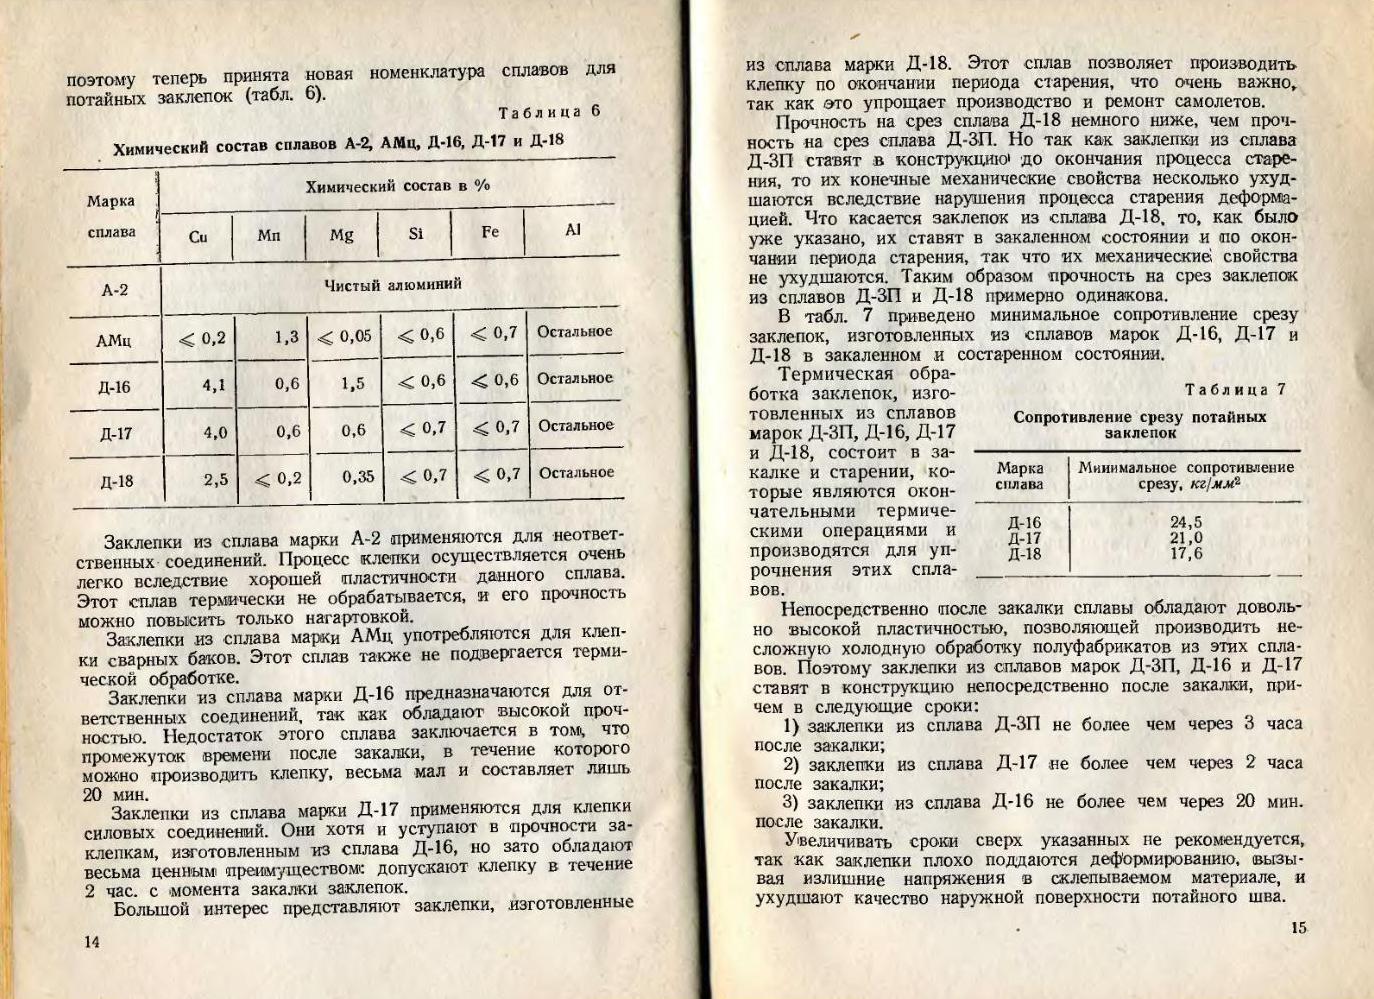 поэтому теперь принята новая номенклатура сплавов для
потайных заклепок (табл. 6).
Таблица 6
Химический состав сплавов А-2, АМц, Д-16, Д-17 и Д-18
Марка сплава
Химический состав в %
Cu Mn Mg Si Fe Al
А-2 Чистый алюминий
АМц ⩽ 0,2 1,3 ⩽ 0,05 ⩽ 0,6 ⩽ 0,7 Остальное
Д-16 4,1 0,6 1,5 ⩽ 0,6 ⩽ 0,6 Остальное
Д-17 4,0 0,6 0,6 ⩽ 0,7 ⩽ 0,7 Остальное
Д-18 2,5 ⩽ 0,2 0,35 ⩽ 0,7 ⩽ 0,7 Остальное
Заклепки из сплава марки А-2 применяются для неответ-
ственных соединений. Процесс клепки осуществляется очень
легко вследствие хорошей пластичности данного сплава.
Этот сплав термически не обрабатывается, и его прочность
можно повысить только нагартовкой.
Заклепки из сплава марки АМц употребляются для клеп-
ки сварных баков. Этот сплав также не подвергается терми-
ческой обработке.
Заклепки из сплава марки Д-16 предназначаются для от-
ветственных соединений, так как обладают высокой проч-
ностью. Недостаток этого сплава заключается в том, что
промежуток времени после закалки, в течение которого
можно производить клепку, весьма мал и составляет лишь
20 мин.
Заклепки из сплава марки Д-17 применяются для клепки
силовых соединений. Они хотя и уступают в прочности за-
клепкам, изготовленным из сплава Д-16, но зато обладают
весьма ценным преимуществом: допускают клепку в течение
2 час. с момента закалки заклепок.
Большой интерес представляют заклепки, изготовленные
14
из сплава марки Д-18. Этот сплав позволяет производить
клепку по окончании периода старения, что очень важно,
так как это упрощает производство и ремонт самолетов.
Прочность на срез сплава Д-18 немного ниже, чем проч-
ность на срез сплава Д-3П. Но так как заклепки из сплава
Д-3П ставят в конструкцию до окончания процесса старе-
ния, то их конечные механические свойства несколько ухуд-
шаются вследствие нарушения процесса старения деформа-
цией. Что касается заклепок из сплава Д-18, то, как было
уже указано, их ставят в закаленном состоянии и по окон-
чании периода старения, так что их механические свойства
не ухудшаются. Таким образом прочность на срез заклепок
из сплавов Д-3П и Д-18 примерно одинакова.
В табл. 7 приведено минимальное сопротивление срезу
заклепок, изготовленных из сплавов марок Д-16, Д-17 и
Д-18 в закаленном и состаренном состоянии.
Термическая обра-
ботка заклепок, изго-
товленных из сплавов
марок Д-3П, Д-16, Д-17
и Д-18, состоит в за-
калке и старении, ко-
торые являются окон-
чательными термиче-
скими операциями и
производятся для уп-
рочнения этих спла-
вов.
Таблица 7
Сопротивление срезу потайных
заклепок
Марка сплава Минимальное сопротивление срезу, кг/мм²
Д-16 24,5
Д-17 21,0
Д-18 17,6
Непосредственно после закалки сплавы обладают доволь-
но высокой пластичностью, позволяющей производить не-
сложную холодную обработку полуфабрикатов из этих спла-
вов. Поэтому заклепки из сплавов марок Д-3П, Д-16 и Д-17
ставят в конструкцию непосредственно после закалки, при-
чем в следующие сроки:
1) заклепки из сплава Д-3П не более чем через 3 часа
после закалки;
2) заклепки из сплава Д-17 не более чем через 2 часа
после закалки;
3) заклепки из сплава Д-16 не более чем через 20 мин.
после закалки.
Увеличивать сроки сверх указанных не рекомендуется,
так как заклепки плохо поддаются деформированию, вызы-
вая излишние напряжения в склепываемом материале, и
ухудшают качество наружной поверхности потайного шва.
15